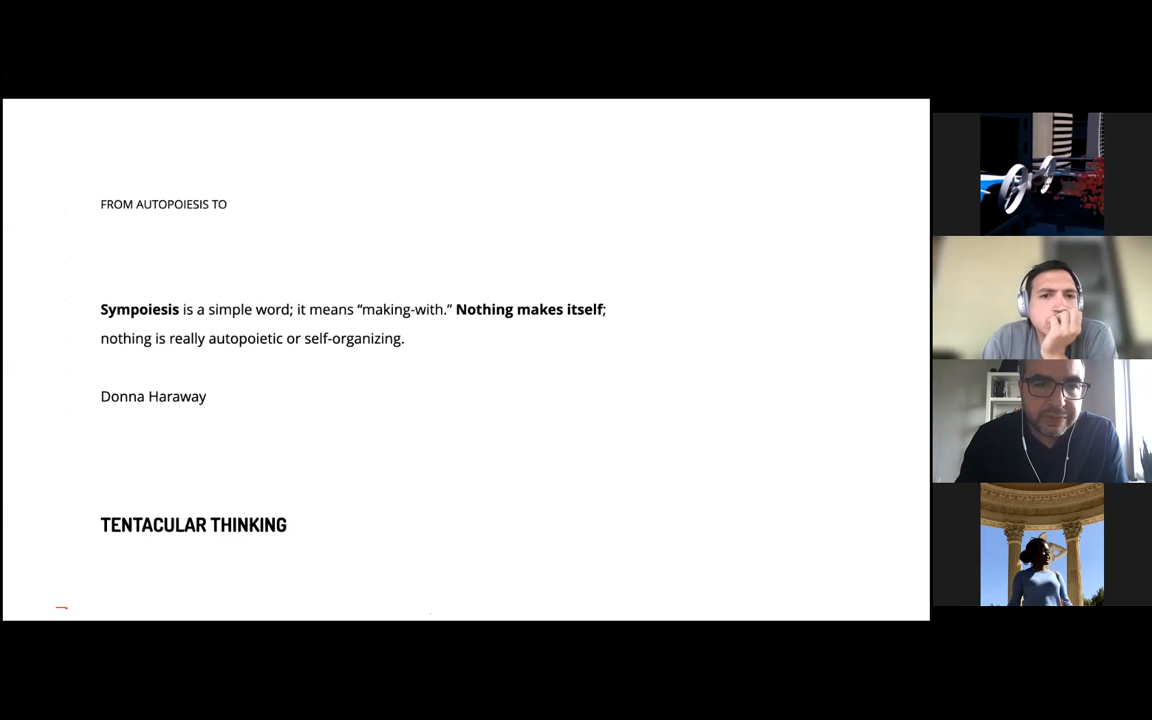 FROM AUTOPOIESIS TO
Sympoiesis is a simple word; it means “making-with.” Nothing makes itself;
nothing is really autopoietic or self-organizing.
Donna Haraway
TENTACULAR THINKING